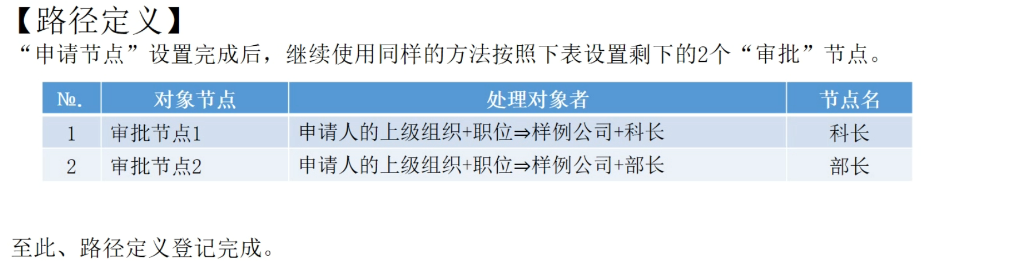 【路径定义】
“申请节点”设置完成后，继续使用同样的方法按照下表设置剩下的2个“审批”节点。
№. 对象节点 处理对象者 节点名
1 审批节点1 申请人的上级组织+职位⇒样例公司+科长 科长
2 审批节点2 申请人的上级组织+职位⇒样例公司+部长 部长
至此、路径定义登记完成。